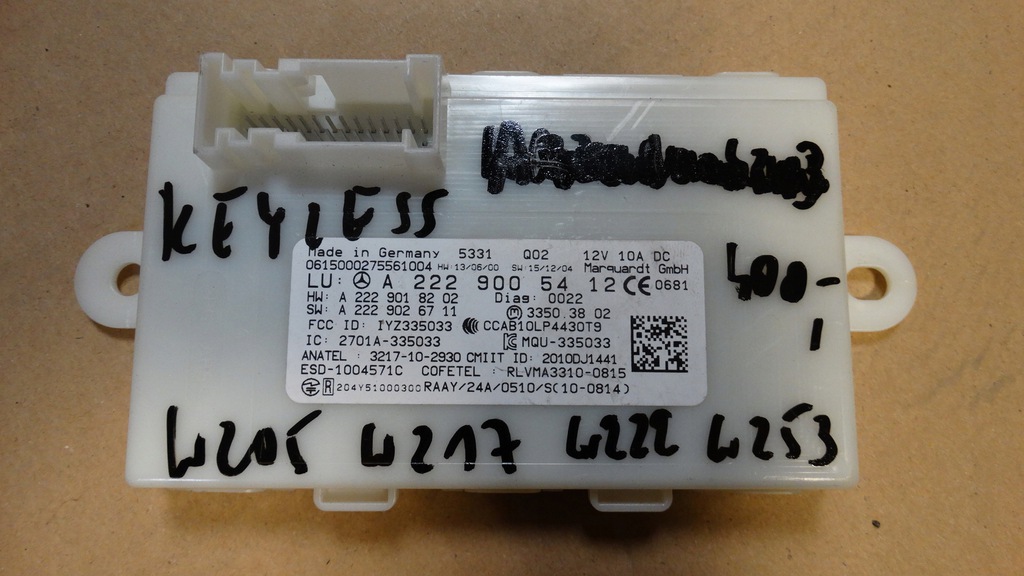 KEYLESS
400-
Made in Germany 5331 Q02 12V 10A DC
0615000275561004 HW:13/06/00 SW:15/12/04 Marquardt GmbH
LU: A 222 900 54 12 CE 0681
HW: A 222 901 82 02 Diag: 0022
SW: A 222 902 67 11 M 3350.38 02
FCC ID: IYZ335033 CCAB10LP4430T9
IC: 2701A-335033 MQU-335033
ANATEL : 3217-10-2930 CMIIT ID: 2010DJ1441
ESD-1004571C COFETEL : RLVMA3310-0815
R 204Y51000300 RAAY/24A/0510/S(10-0814)
W205 W217 W222 W253